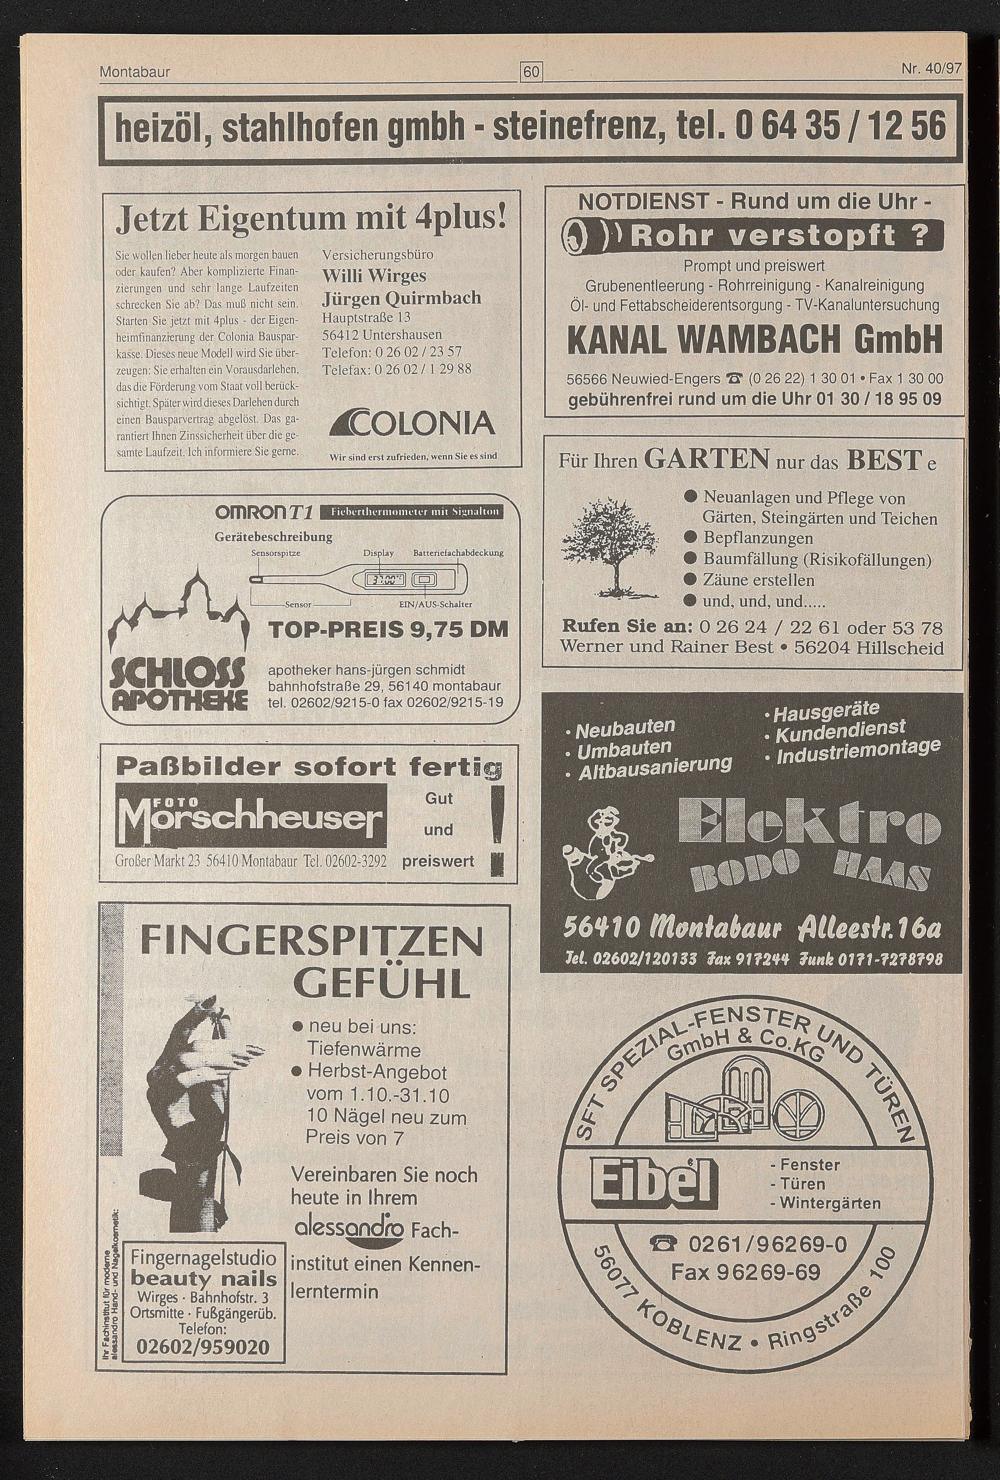 Montabaur
60
Nr. 40/97
heizöl, stahlhofen gmbh - steinefrenz, tel. 0 64 35 / 12 56
Jetzt Eigentum mit 4plus!
Sie wollen lieber heute als morgen bauen
oder kaufen? Aber komplizierte Finan-
zierungen und sehr lange Laufzeiten
schrecken Sie ab? Das muß nicht sein.
Starten Sie jetzt mit 4plus - der Eigen-
heimfinanzierung der Colonia Bauspar-
kasse. Dieses neue Modell wird Sie über-
zeugen: Sie erhalten ein Vorausdarlehen,
das die Förderung vom Staat voll berück-
sichtigt. Später wird dieses Darlehen durch
einen Bausparvertrag abgelöst. Das ga-
rantiert Ihnen Zinssicherheit über die ge-
samte Laufzeit. Ich informiere Sie gerne.
Versicherungsbüro
Willi Wirges
Jürgen Quirmbach
Hauptstraße 13
56412 Untershausen
Telefon: 0 26 02 / 23 57
Telefax: 0 26 02 / 1 29 88
COLONIA
Wir sind erst zufrieden, wenn Sie es sind
NOTDIENST - Rund um die Uhr -
Rohr verstopft ?
Prompt und preiswert
Grubenentleerung - Rohrreinigung - Kanalreinigung
Öl- und Fettabscheiderentsorgung - TV-Kanaluntersuchung
KANAL WAMBACH GmbH
56566 Neuwied-Engers ☎ (0 26 22) 1 30 01 • Fax 1 30 00
gebührenfrei rund um die Uhr 01 30 / 18 95 09
OMRON T1 Fieberthermometer mit Signalton
Gerätebeschreibung
Sensorspitze Display Batteriefachabdeckung
37.00°C
Sensor EIN/AUS-Schalter
TOP-PREIS 9,75 DM
SCHLOSS
APOTHEKE
apotheker hans-jürgen schmidt
bahnhofstraße 29, 56140 montabaur
tel. 02602/9215-0 fax 02602/9215-19
Für Ihren GARTEN nur das BEST e
● Neuanlagen und Pflege von
Gärten, Steingärten und Teichen
● Bepflanzungen
● Baumfällung (Risikofällungen)
● Zäune erstellen
● und, und, und.....
Rufen Sie an: 0 26 24 / 22 61 oder 53 78
Werner und Rainer Best • 56204 Hillscheid
Paßbilder sofort fertig
FOTO
Mörschheuser
Großer Markt 23 56410 Montabaur Tel. 02602-3292
Gut
und
preiswert
!
· Neubauten
· Umbauten
· Altbausanierung
· Hausgeräte
· Kundendienst
· Industriemontage
Elektro
BODO HAAS
56410 Montabaur Alleestr. 16a
Tel. 02602/120133 Fax 917244 Funk 0171-7278798
FINGERSPITZEN
GEFÜHL
● neu bei uns:
Tiefenwärme
● Herbst-Angebot
vom 1.10.-31.10
10 Nägel neu zum
Preis von 7
Vereinbaren Sie noch
heute in Ihrem
alessandro Fach-
institut einen Kennen-
lerntermin
Ihr Fachinstitut für moderne
alessandro Hand- und Nagelkosmetik:
Fingernagelstudio
beauty nails
Wirges · Bahnhofstr. 3
Ortsmitte · Fußgängerüb.
Telefon:
02602/959020
SFT SPEZIAL-FENSTER UND TÜREN
GmbH & Co.KG
Eibel
- Fenster
- Türen
- Wintergärten
☎ 0261/96269-0
Fax 96269-69
56077 KOBLENZ • Ringstraße 100